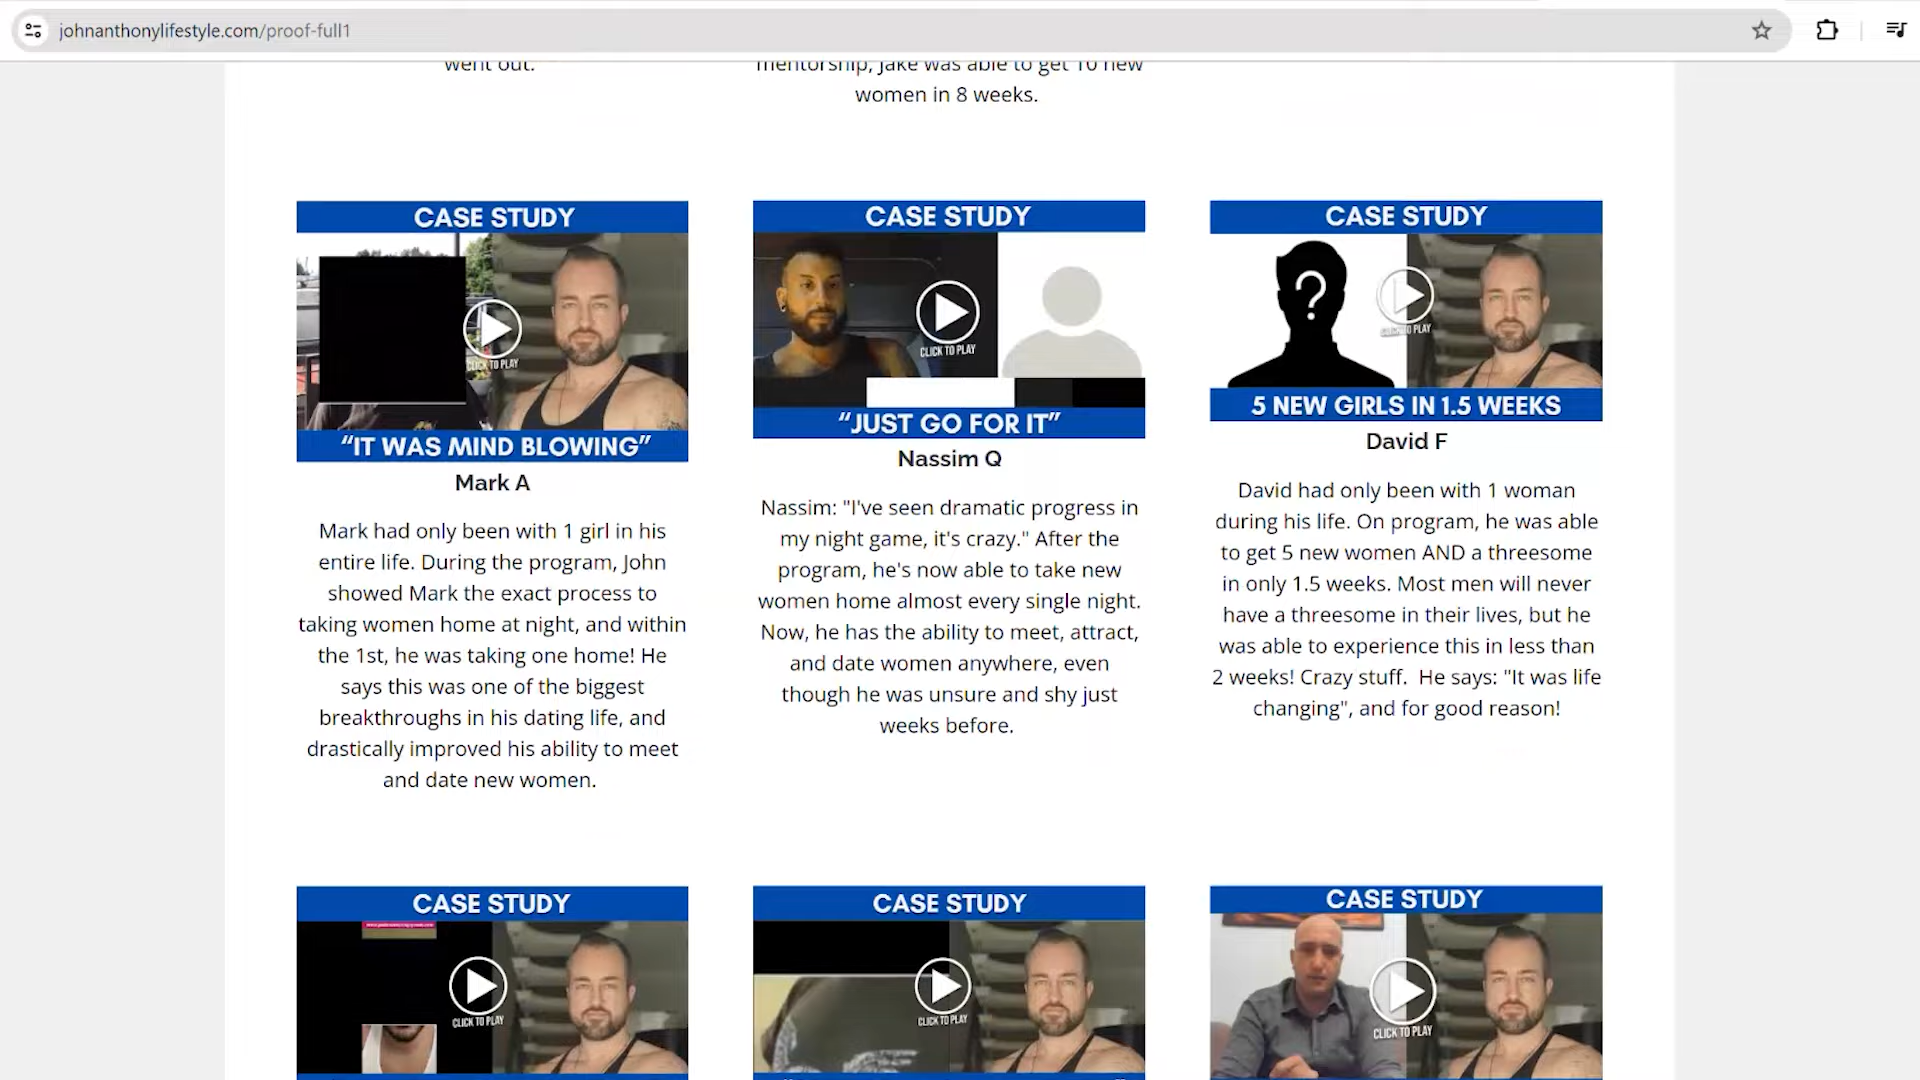 johnanthonylifestyle.com/proof-full1
went out.
mentorship, Jake was able to get 10 new
women in 8 weeks.
CASE STUDY
CLICK TO PLAY
“IT WAS MIND BLOWING”
Mark A
Mark had only been with 1 girl in his
entire life. During the program, John
showed Mark the exact process to
taking women home at night, and within
the 1st, he was taking one home! He
says this was one of the biggest
breakthroughs in his dating life, and
drastically improved his ability to meet
and date new women.
CASE STUDY
CLICK TO PLAY
“JUST GO FOR IT”
Nassim Q
Nassim: "I've seen dramatic progress in
my night game, it's crazy." After the
program, he's now able to take new
women home almost every single night.
Now, he has the ability to meet, attract,
and date women anywhere, even
though he was unsure and shy just
weeks before.
CASE STUDY
?
CLICK TO PLAY
5 NEW GIRLS IN 1.5 WEEKS
David F
David had only been with 1 woman
during his life. On program, he was able
to get 5 new women AND a threesome
in only 1.5 weeks. Most men will never
have a threesome in their lives, but he
was able to experience this in less than
2 weeks! Crazy stuff.  He says: "It was life
changing", and for good reason!
CASE STUDY
CLICK TO PLAY
CASE STUDY
CLICK TO PLAY
CASE STUDY
CLICK TO PLAY